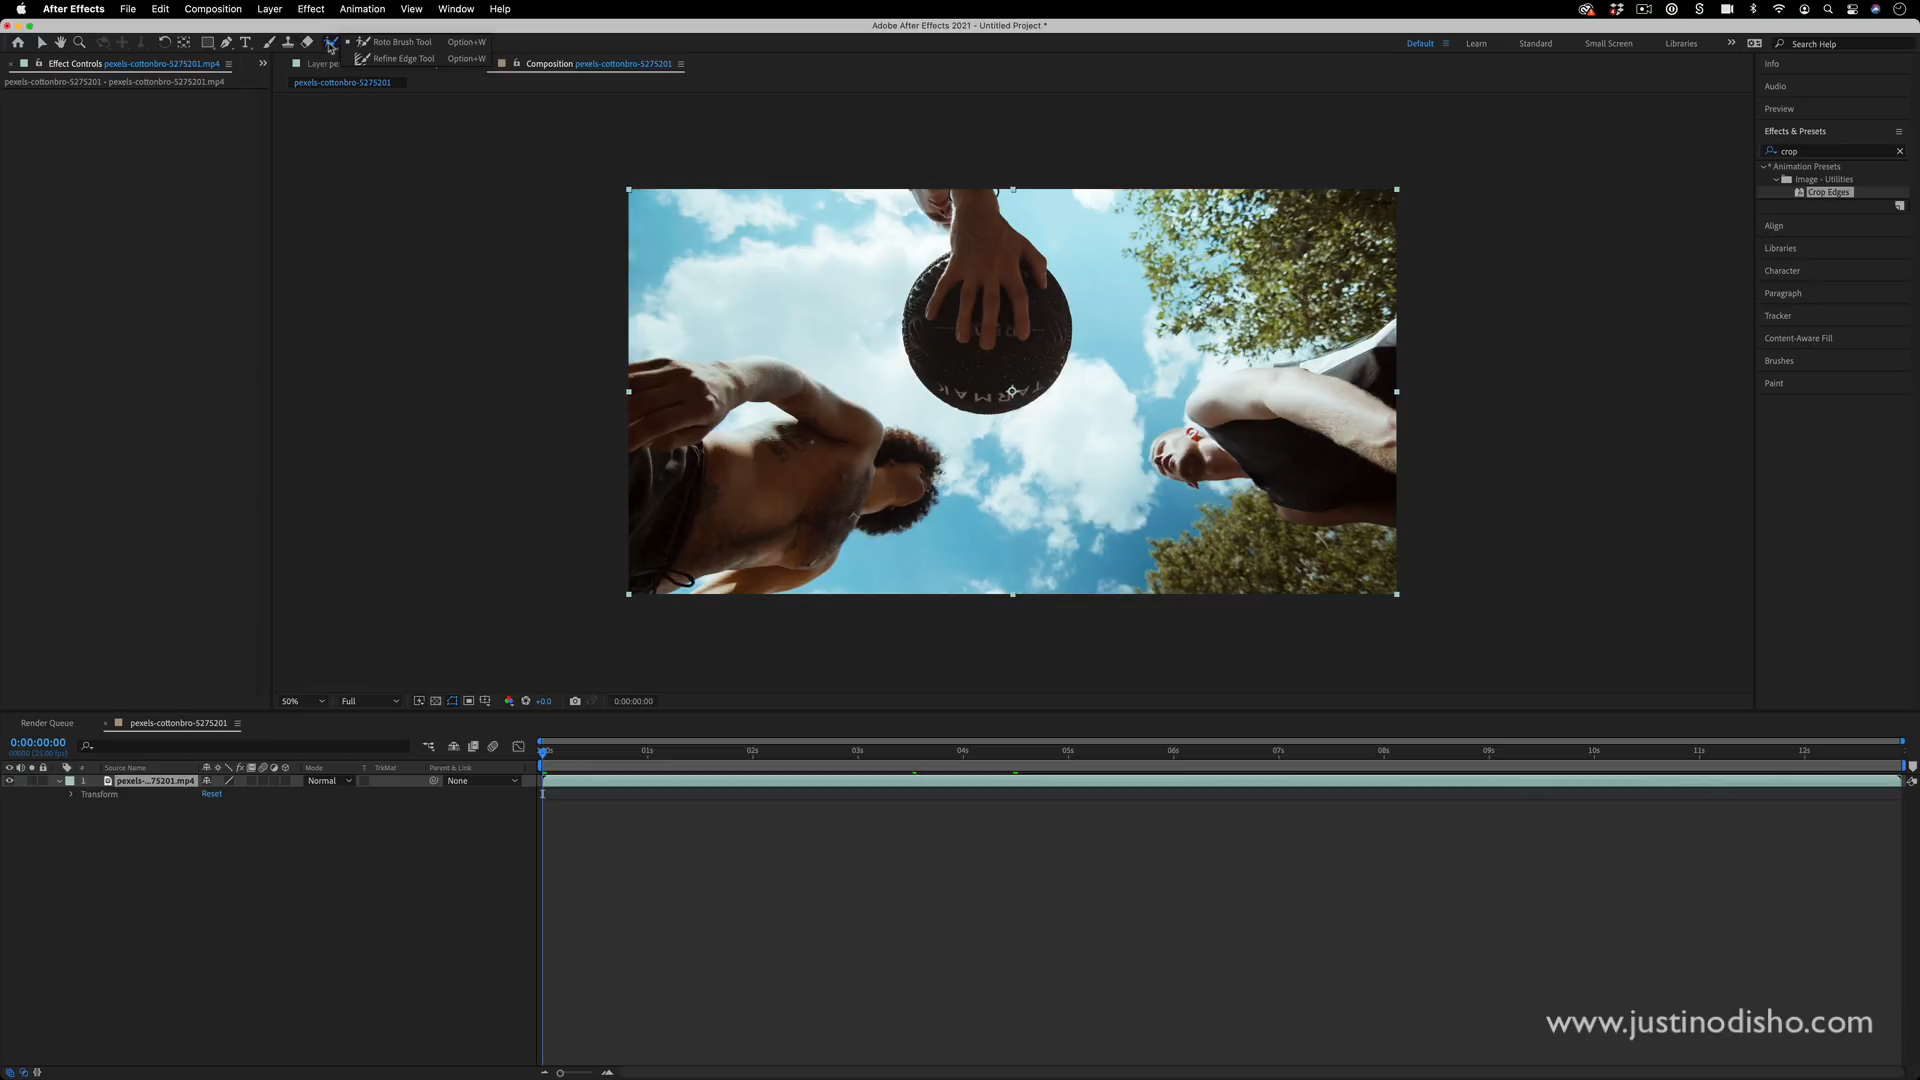 After Effects File Edit Composition Layer Effect Animation View Window Help
Adobe After Effects 2021 - Untitled Project *
Roto Brush Tool Option+W
Refine Edge Tool Option+W
Default Learn Standard Small Screen Libraries Search Help
Effect Controls pexels-cottonbro-5275201.mp4
Layer pe
Composition pexels-cottonbro-5275201
pexels-cottonbro-5275201 • pexels-cottonbro-5275201.mp4
pexels-cottonbro-5275201
Info
Audio
Preview
Effects & Presets
crop
* Animation Presets
Image - Utilities
Crop Edges
Align
Libraries
Character
Paragraph
Tracker
Content-Aware Fill
Brushes
Paint
TARMAK
50% Full +0.0 0:00:00:00
Render Queue pexels-cottonbro-5275201
0:00:00:00
00000 (23.00 fps)
01s 02s 03s 04s 05s 06s 07s 08s 09s 10s 11s 12s
# Source Name Mode T TrkMat Parent & Link
1 pexels-...75201.mp4 Normal None
Transform Reset
www.justinodisho.com